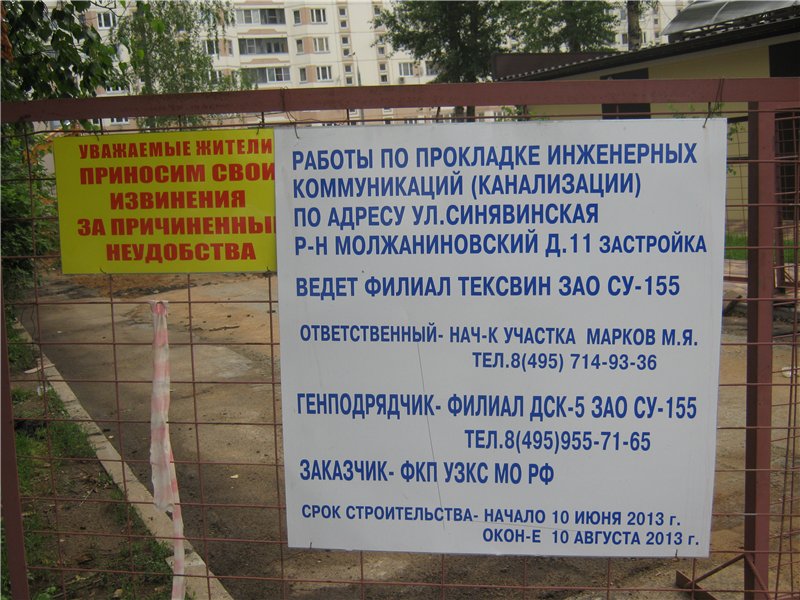 УВАЖАЕМЫЕ ЖИТЕЛИ
ПРИНОСИМ СВОИ
ИЗВИНЕНИЯ
ЗА ПРИЧИНЕННЫЕ
НЕУДОБСТВА
РАБОТЫ ПО ПРОКЛАДКЕ ИНЖЕНЕРНЫХ
КОММУНИКАЦИЙ (КАНАЛИЗАЦИИ)
ПО АДРЕСУ УЛ.СИНЯВИНСКАЯ
Р-Н МОЛЖАНИНОВСКИЙ Д.11 ЗАСТРОЙКА
ВЕДЕТ ФИЛИАЛ ТЕКСВИН ЗАО СУ-155
ОТВЕТСТВЕННЫЙ- НАЧ-К УЧАСТКА МАРКОВ М.Я.
ТЕЛ.8(495) 714-93-36
ГЕНПОДРЯДЧИК- ФИЛИАЛ ДСК-5 ЗАО СУ-155
ТЕЛ.8(495)955-71-65
ЗАКАЗЧИК- ФКП УЗКС МО РФ
СРОК СТРОИТЕЛЬСТВА- НАЧАЛО 10 ИЮНЯ 2013 г.
ОКОН-Е 10 АВГУСТА 2013 г.